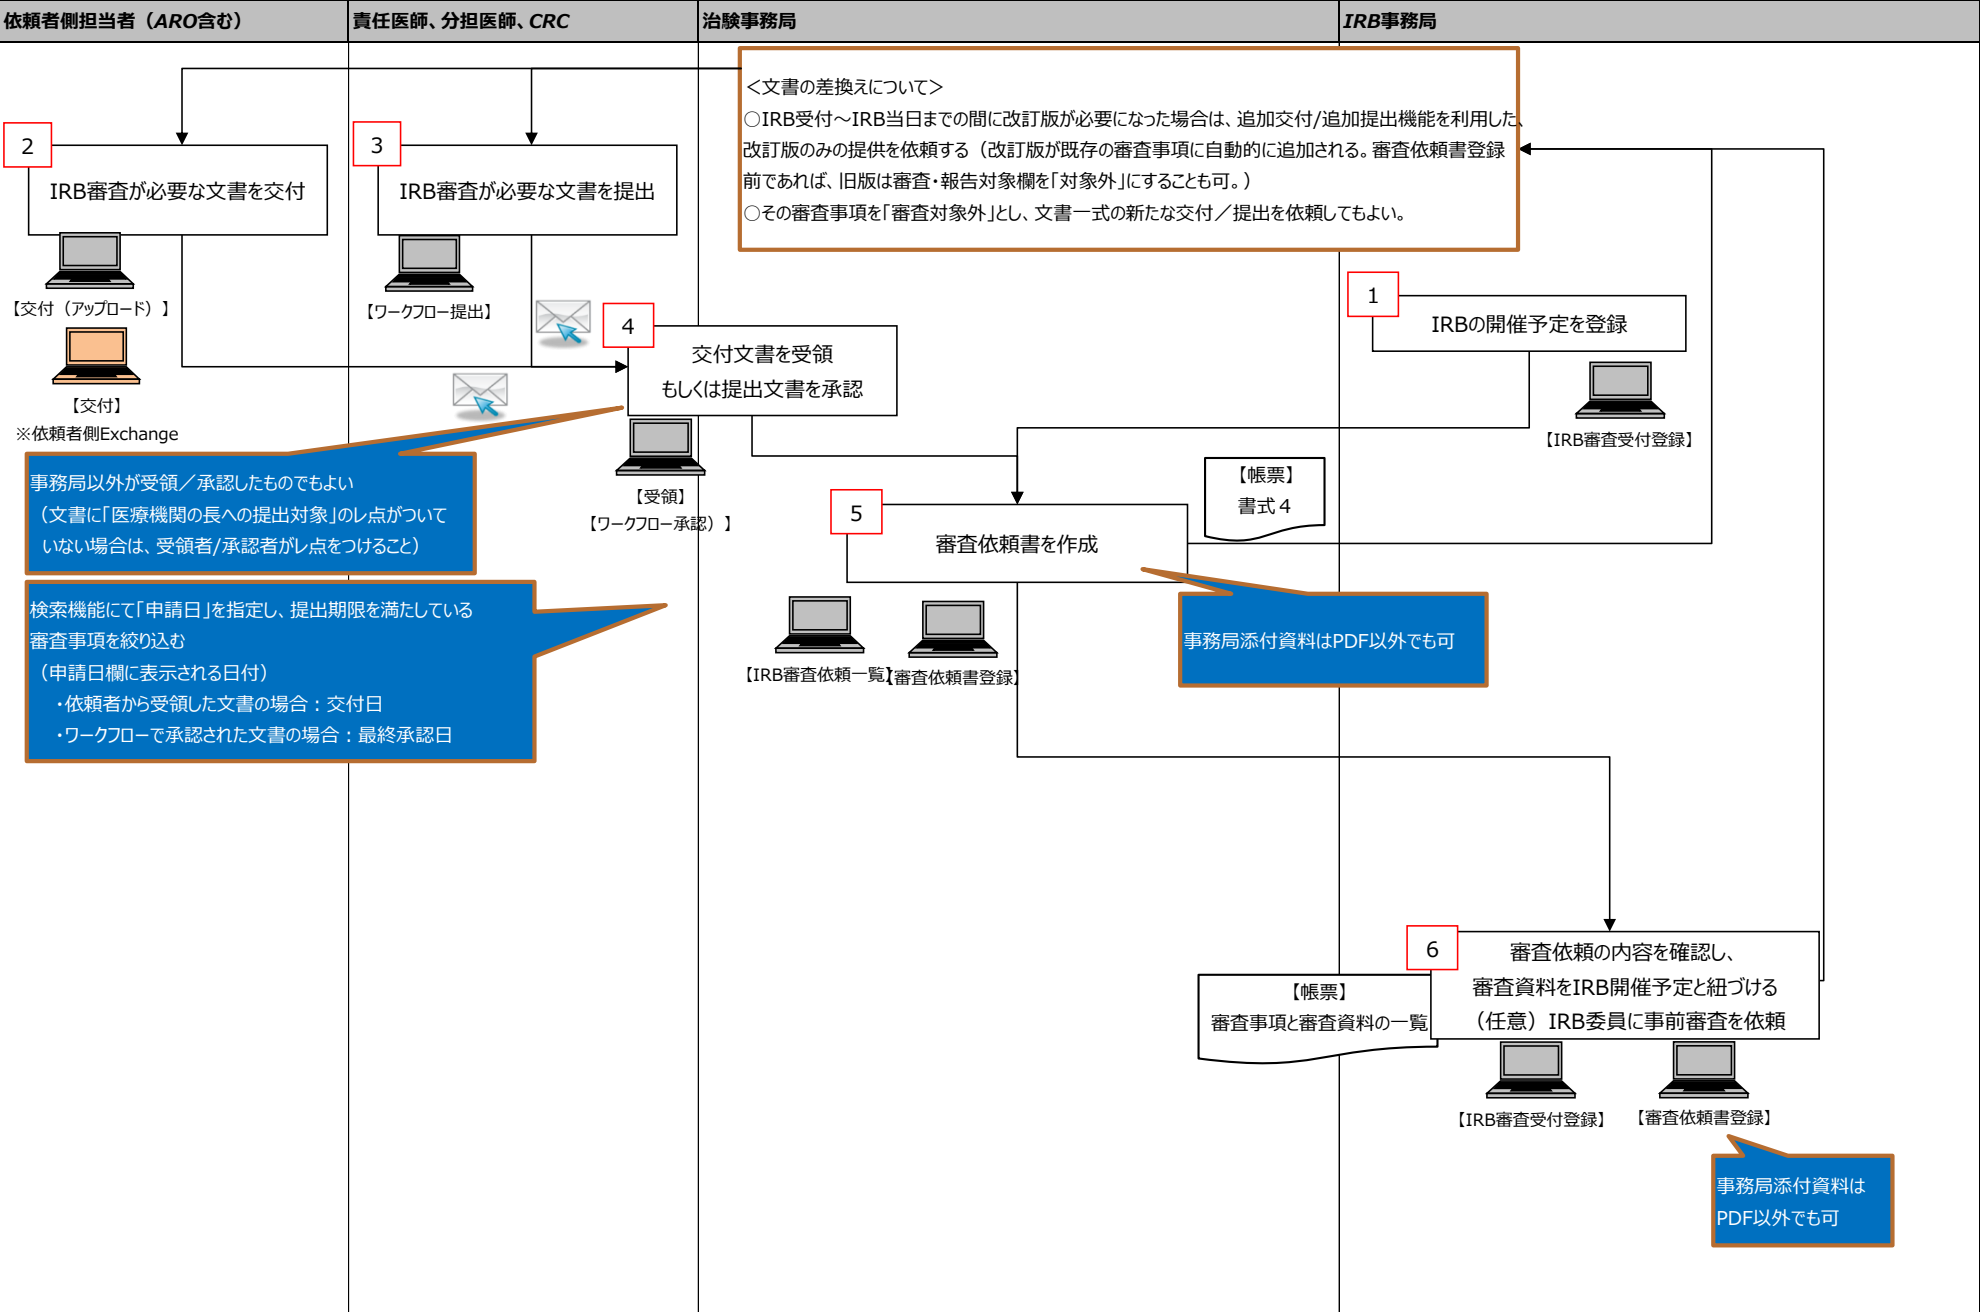 依頼者側担当者（ARO含む）
責任医師、分担医師、CRC
治験事務局
IRB事務局
＜文書の差換えについて＞
○IRB受付～IRB当日までの間に改訂版が必要になった場合は、追加交付/追加提出機能を利用した、
改訂版のみの提供を依頼する（改訂版が既存の審査事項に自動的に追加される。審査依頼書登録
前であれば、旧版は審査・報告対象欄を「対象外」にすることも可。）
○その審査事項を「審査対象外」とし、文書一式の新たな交付／提出を依頼してもよい。
2
IRB審査が必要な文書を交付
【交付（アップロード）】
【交付】
※依頼者側Exchange
3
IRB審査が必要な文書を提出
【ワークフロー提出】
1
IRBの開催予定を登録
【IRB審査受付登録】
4
交付文書を受領
もしくは提出文書を承認
【受領】
【ワークフロー承認）】
事務局以外が受領／承認したものでもよい
（文書に「医療機関の長への提出対象」のレ点がついて
いない場合は、受領者/承認者がレ点をつけること）
検索機能にて「申請日」を指定し、提出期限を満たしている
審査事項を絞り込む
（申請日欄に表示される日付）
・依頼者から受領した文書の場合：交付日
・ワークフローで承認された文書の場合：最終承認日
【帳票】
書式４
5
審査依頼書を作成
【IRB審査依頼一覧】
【審査依頼書登録】
事務局添付資料はPDF以外でも可
6
審査依頼の内容を確認し、
審査資料をIRB開催予定と紐づける
（任意）IRB委員に事前審査を依頼
【帳票】
審査事項と審査資料の一覧
【IRB審査受付登録】
【審査依頼書登録】
事務局添付資料は
PDF以外でも可